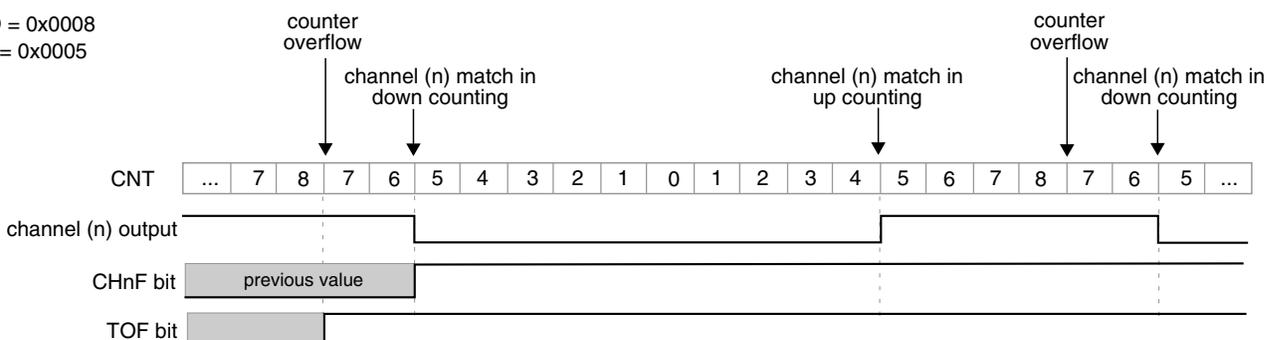 = 0x0008
= 0x0005
counter
overflow
channel (n) match in
down counting
channel (n) match in
up counting
counter
overflow
channel (n) match in
down counting
CNT ... 7 8 7 6 5 4 3 2 1 0 1 2 3 4 5 6 7 8 7 6 5 ...
channel (n) output
CHnF bit previous value
TOF bit